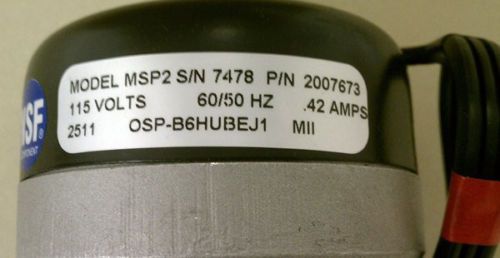 MODEL MSP2 S/N 7478 P/N 2007673
115 VOLTS 60/50 HZ .42 AMPS
2511 OSP-B6HUBEJ1 MII